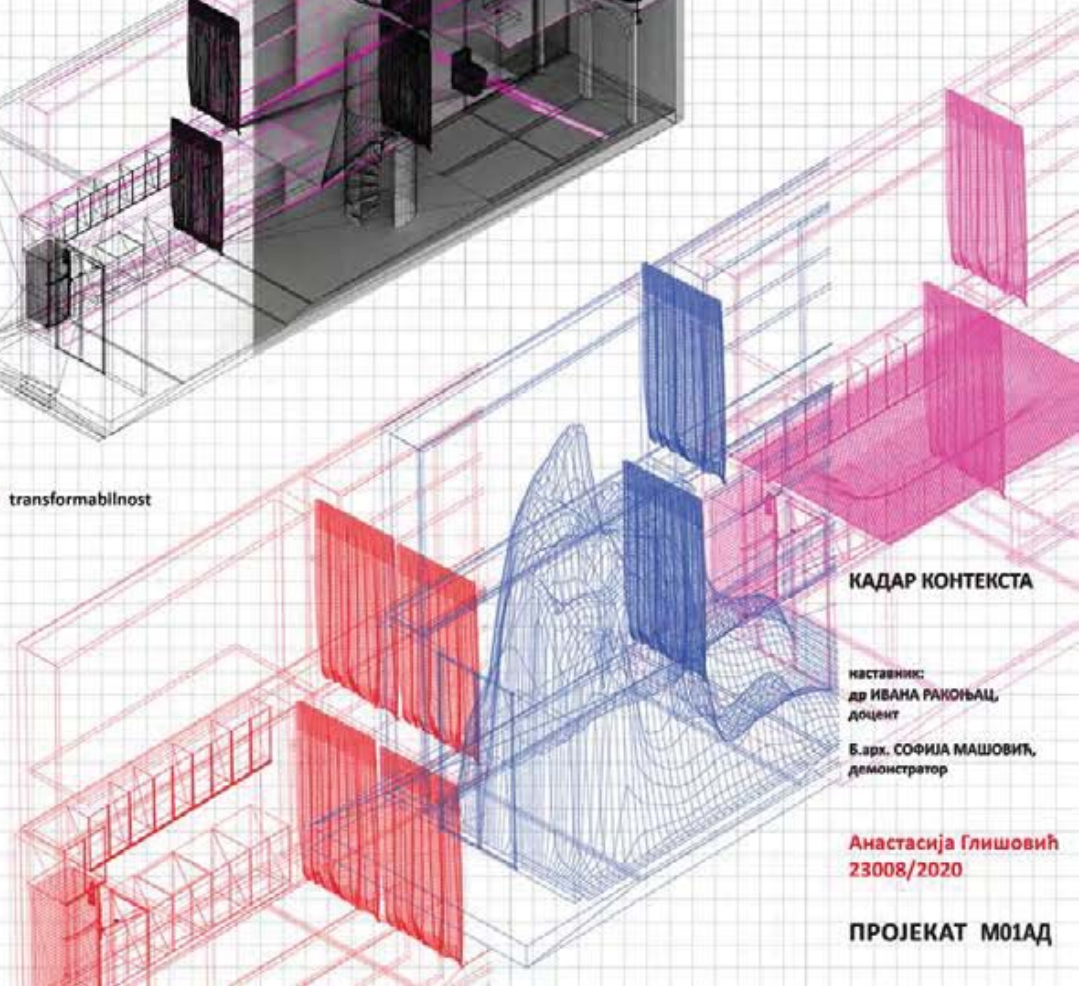 transformabilnost
КАДАР КОНТЕКСТА
наставник:
др ИВАНА РАКОЊАЦ,
доцент
Б.арх. СОФИЈА МАШОВИЋ,
демонстратор
Анастасија Глишовић
23008/2020
ПРОЈЕКАТ М01АД